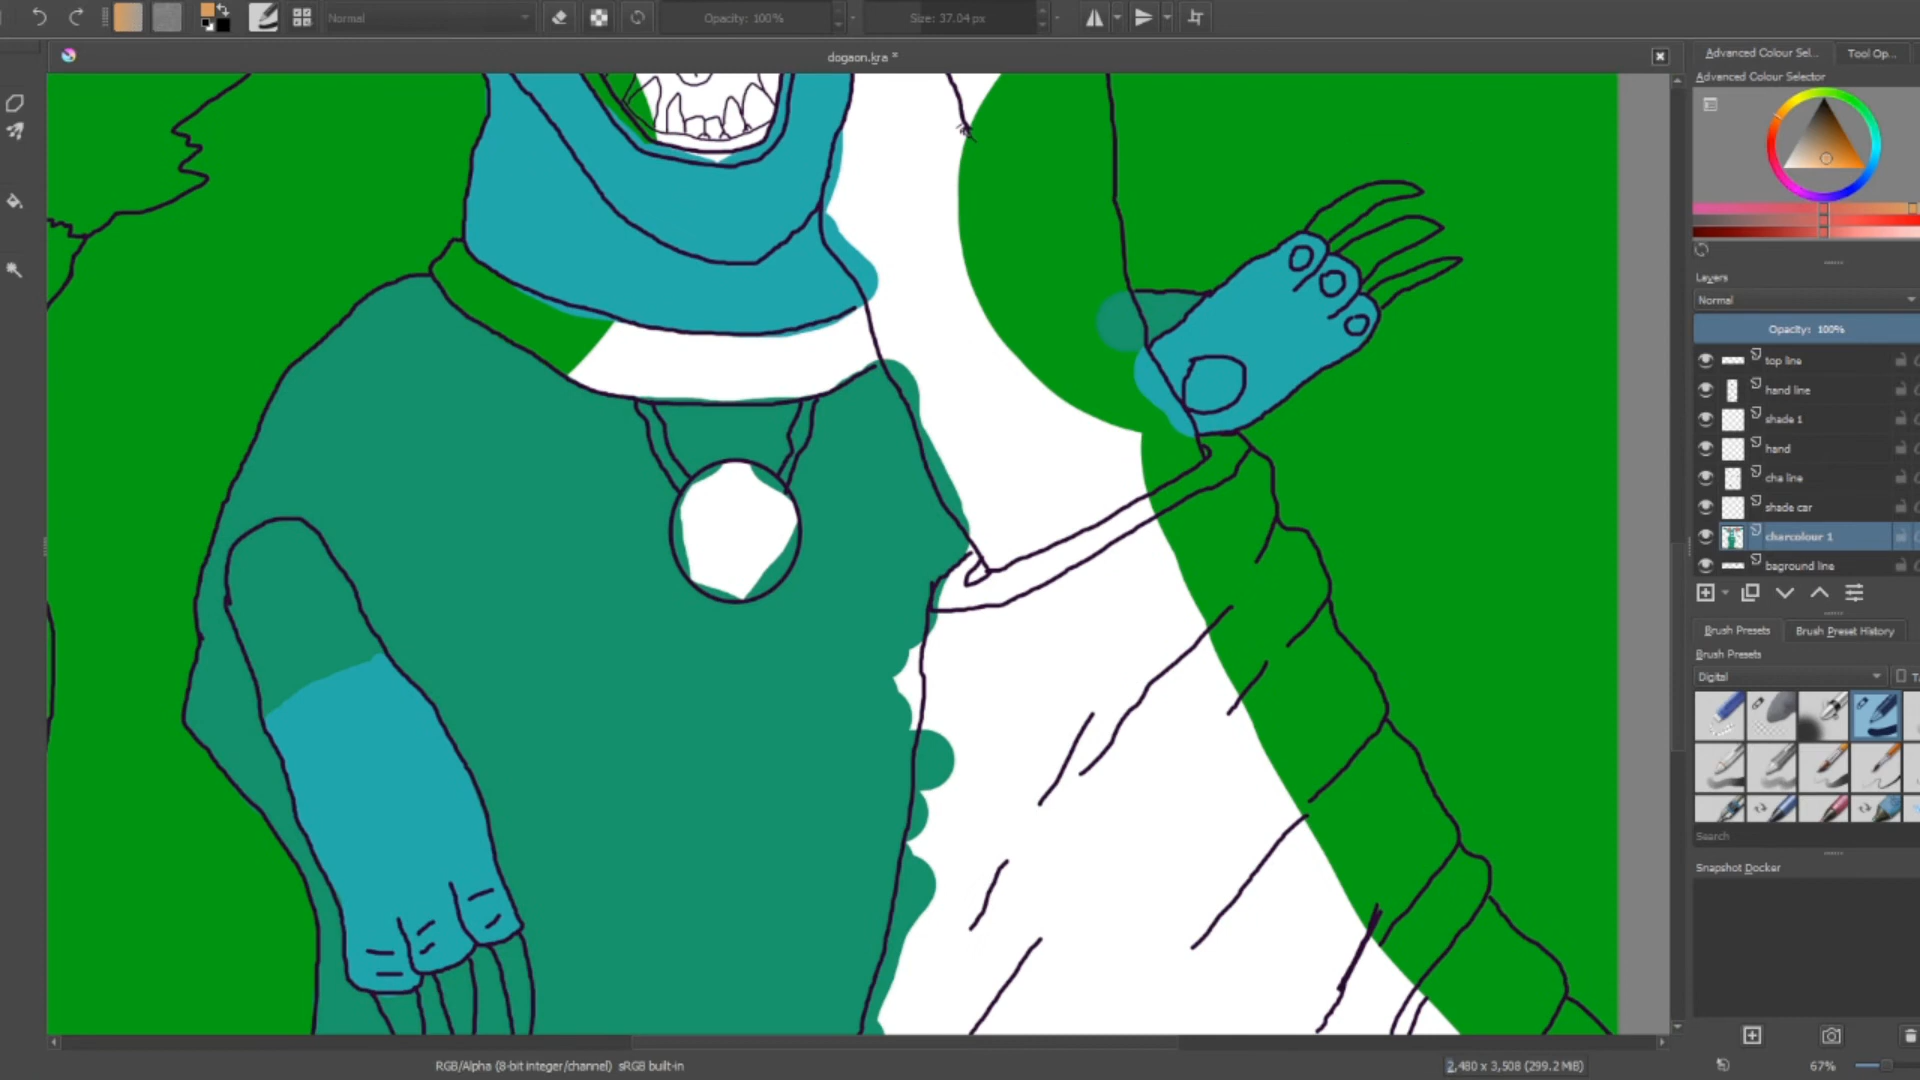 Normal
Opacity: 100%
Size: 37.04 px
dogaon.kra *
Advanced Colour Sel...
Tool Op...
Advanced Colour Selector
Layers
Normal
Opacity: 100%
top line
hand line
shade 1
hand
cha line
shade car
charcolour 1
baground line
Brush Presets
Brush Preset History
Brush Presets
Digital
Search
Snapshot Docker
RGB/Alpha (8-bit integer/channel) sRGB built-in
2,480 x 3,508 (299.2 MiB)
67%